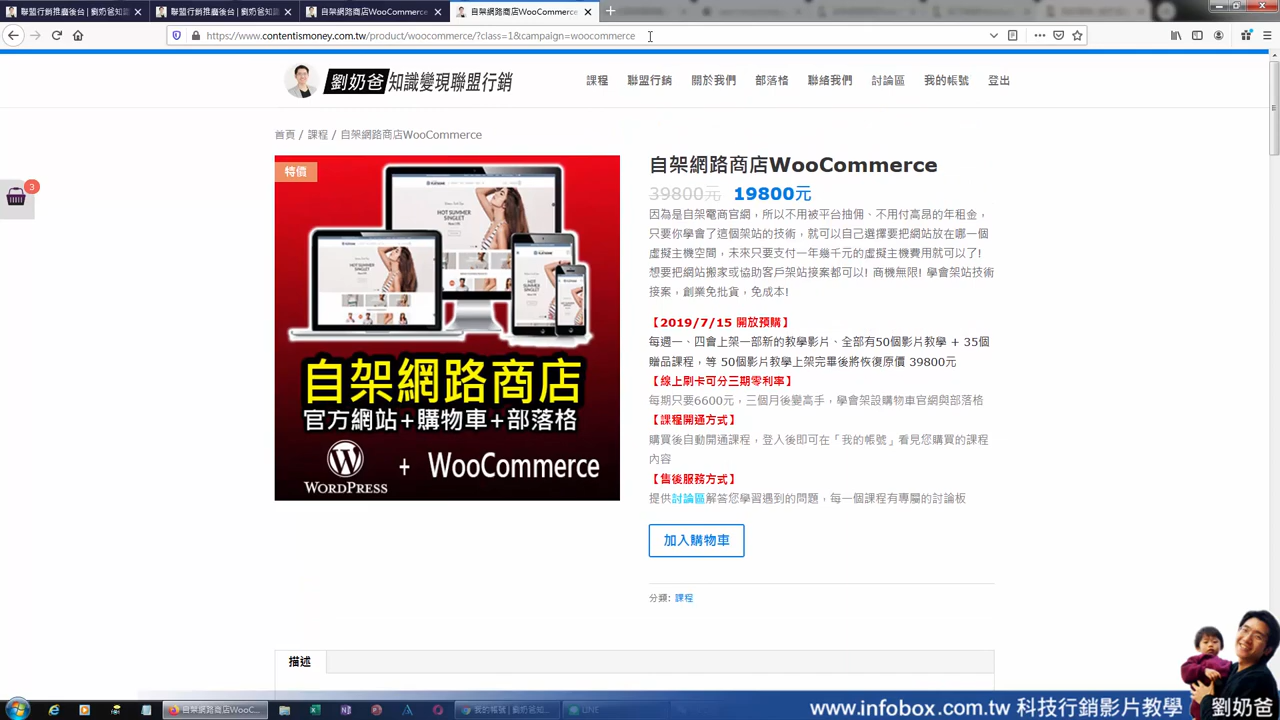 聯盟行銷推廣後台 | 劉奶爸知識
聯盟行銷推廣後台 | 劉奶爸知識
自架網路商店WooCommerce
自架網路商店WooCommerce
https://www.contentismoney.com.tw/product/woocommerce/?class=1&campaign=woocommerce
劉奶爸知識變現聯盟行銷
課程 聯盟行銷 關於我們 部落格 聯絡我們 討論區 我的帳號 登出
首頁 / 課程 / 自架網路商店WooCommerce
特價
3
HOT SUMMER SINGLET
自架網路商店
官方網站+購物車+部落格
WORDPRESS + WooCommerce
自架網路商店WooCommerce
39800元 19800元
因為是自架電商官網，所以不用被平台抽佣、不用付高昂的年租金，
只要你學會了這個架站的技術，就可以自己選擇要把網站放在哪一個
虛擬主機空間，未來只要支付一年幾千元的虛擬主機費用就可以了!
想要把網站搬家或協助客戶架站接案都可以! 商機無限! 學會架站技術
接案，創業免批貨，免成本!
【2019/7/15 開放預購】
每週一、四會上架一部新的教學影片、全部有50個影片教學 + 35個
贈品課程，等 50個影片教學上架完畢後將恢復原價 39800元
【線上刷卡可分三期零利率】
每期只要6600元，三個月後變高手，學會架設購物車官網與部落格
【課程開通方式】
購買後自動開通課程，登入後即可在「我的帳號」看見您購買的課程
內容
【售後服務方式】
提供討論區解答您學習遇到的問題，每一個課程有專屬的討論板
加入購物車
分類: 課程
描述
自架網路商店WooC...
我的帳號 | 劉奶爸知...
LINE
www.infobox.com.tw 科技行銷影片教學 劉奶爸